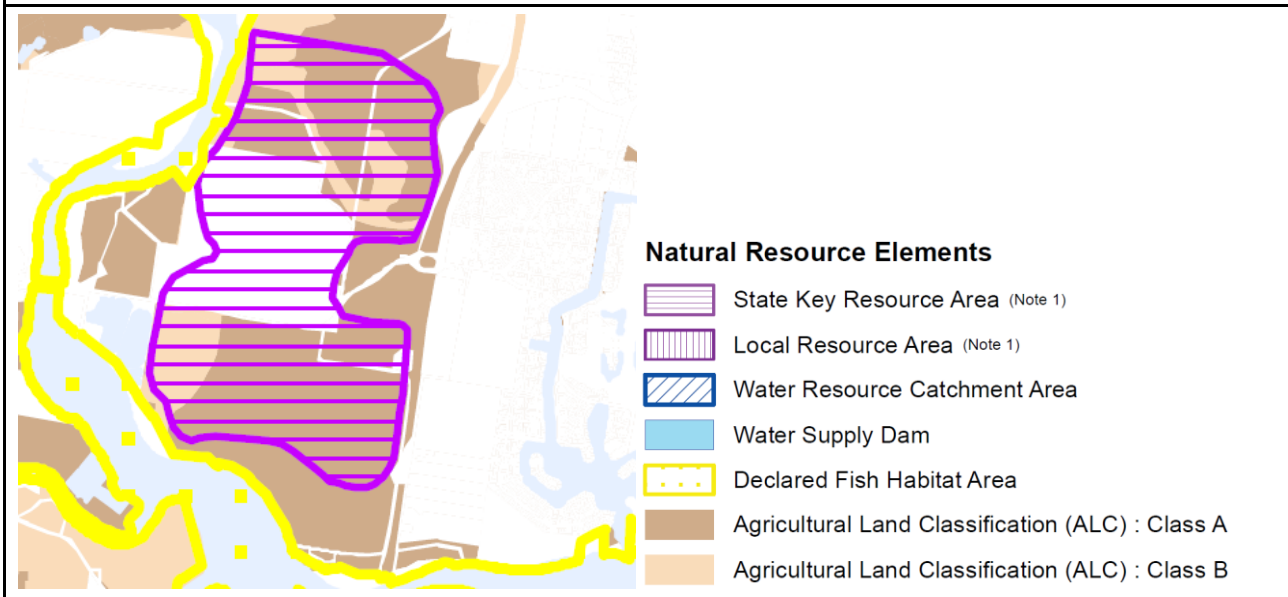 Natural Resource Elements
State Key Resource Area (Note 1)
Local Resource Area (Note 1)
Water Resource Catchment Area
Water Supply Dam
Declared Fish Habitat Area
Agricultural Land Classification (ALC) : Class A
Agricultural Land Classification (ALC) : Class B